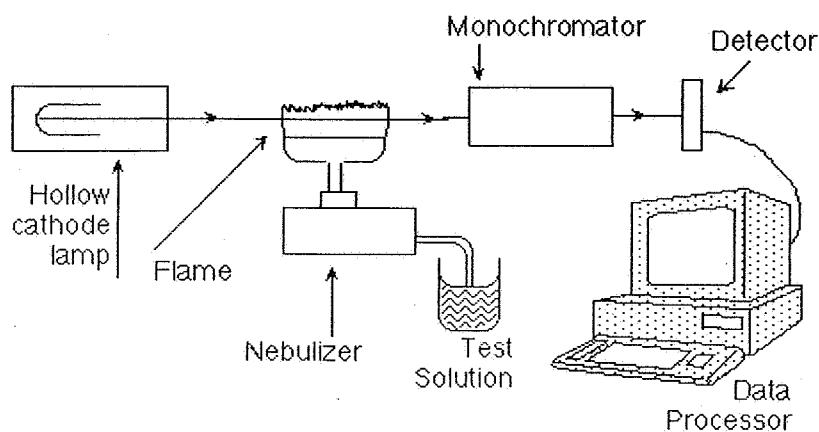 Monochromator
Detector
Hollow
cathode
lamp
Flame
Nebulizer
Test
Solution
Data
Processor